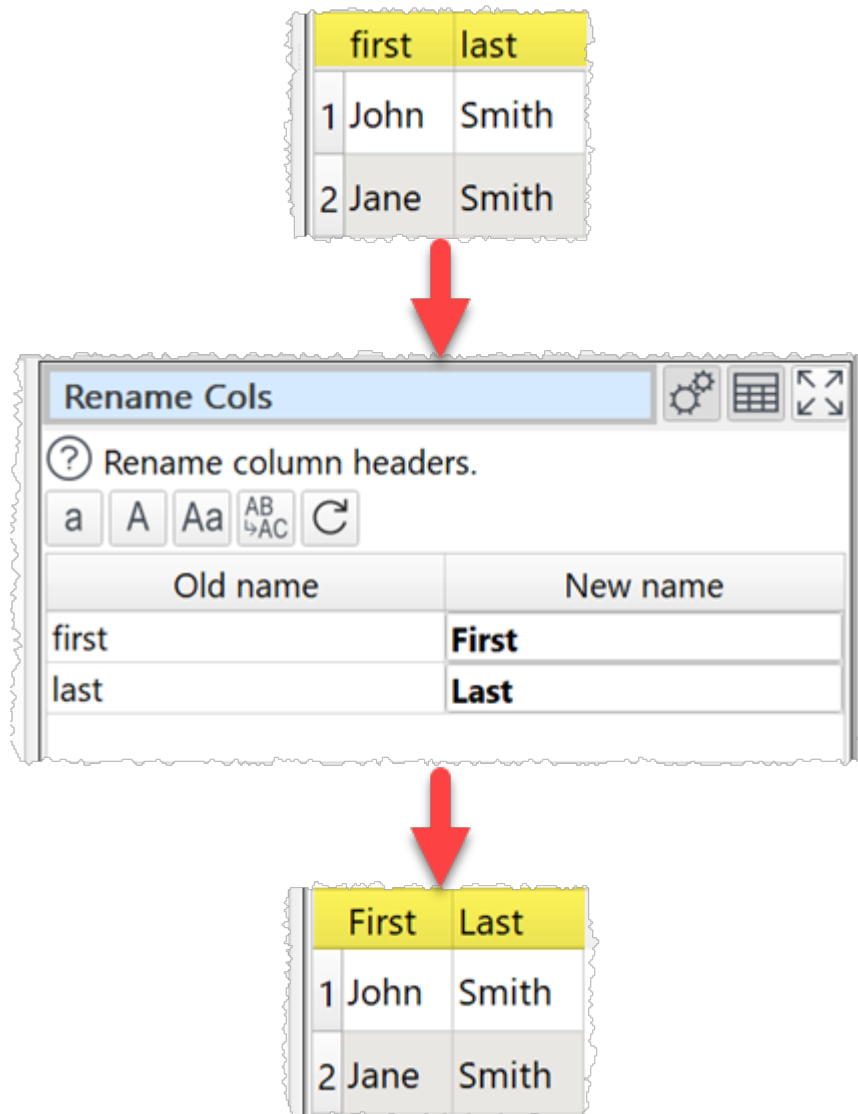 first last
1 John Smith
2 Jane Smith
Rename Cols
? Rename column headers.
a A Aa AB
↳AC
Old name New name
first First
last Last
First Last
1 John Smith
2 Jane Smith